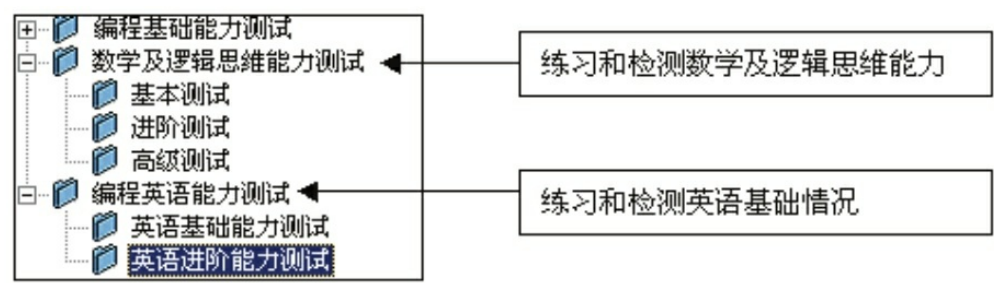 编程基础能力测试
数学及逻辑思维能力测试
练习和检测数学及逻辑思维能力
基本测试
进阶测试
高级测试
编程英语能力测试
练习和检测英语基础情况
英语基础能力测试
英语进阶能力测试